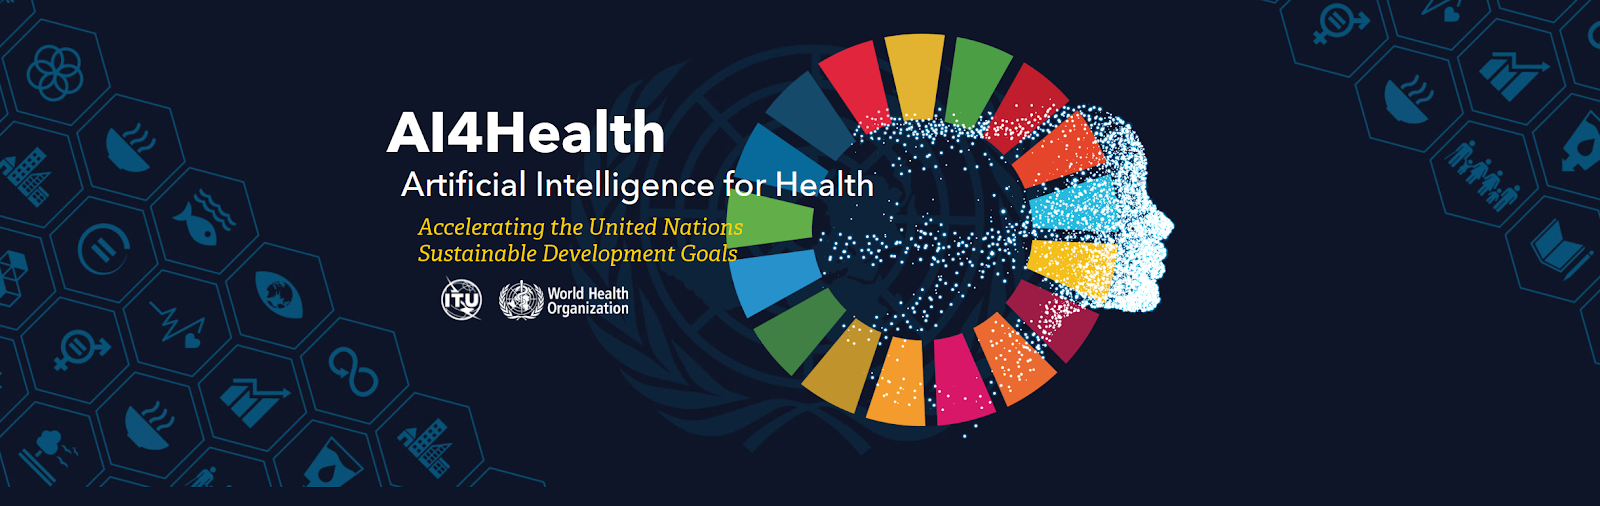 AI4Health
Artificial Intelligence for Health
Accelerating the United Nations
Sustainable Development Goals
ITU
World Health
Organization